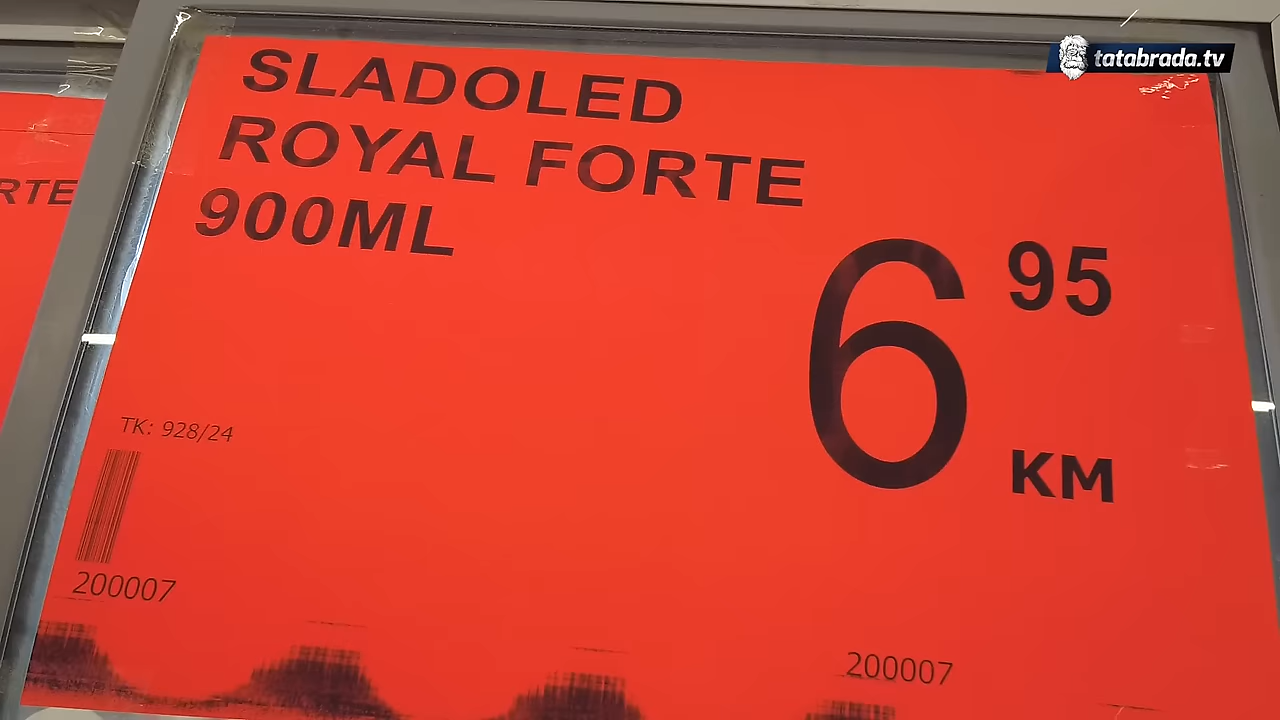 tatabrada.tv
SLADOLED
ROYAL FORTE
900ML
6 95
KM
TK: 928/24
200007
200007
RTE